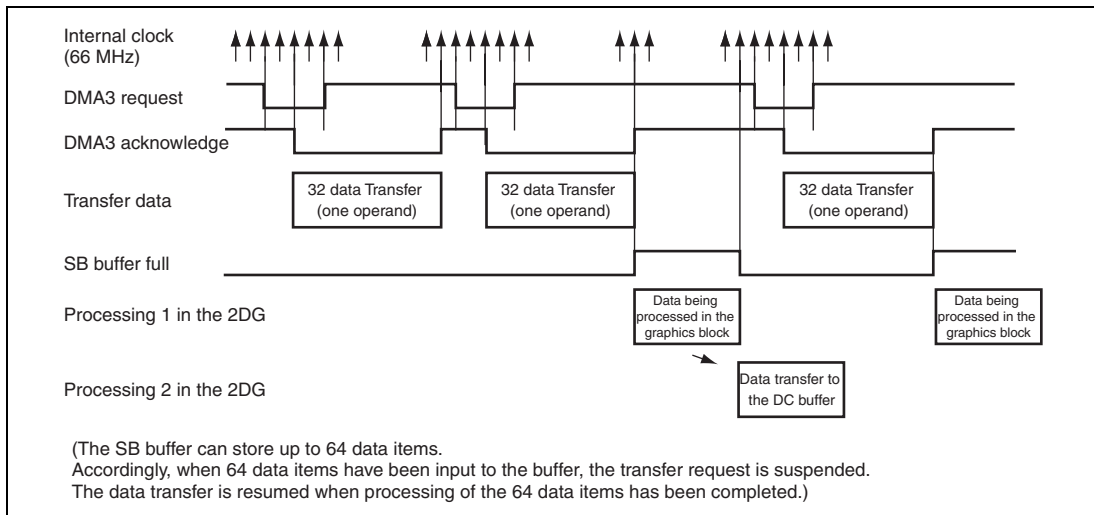 Internal clock
(66 MHz)
DMA3 request
DMA3 acknowledge
Transfer data
32 data Transfer
(one operand)
32 data Transfer
(one operand)
32 data Transfer
(one operand)
SB buffer full
Processing 1 in the 2DG
Data being
processed in the
graphics block
Data being
processed in the
graphics block
Processing 2 in the 2DG
Data transfer to
the DC buffer
(The SB buffer can store up to 64 data items.
Accordingly, when 64 data items have been input to the buffer, the transfer request is suspended.
The data transfer is resumed when processing of the 64 data items has been completed.)